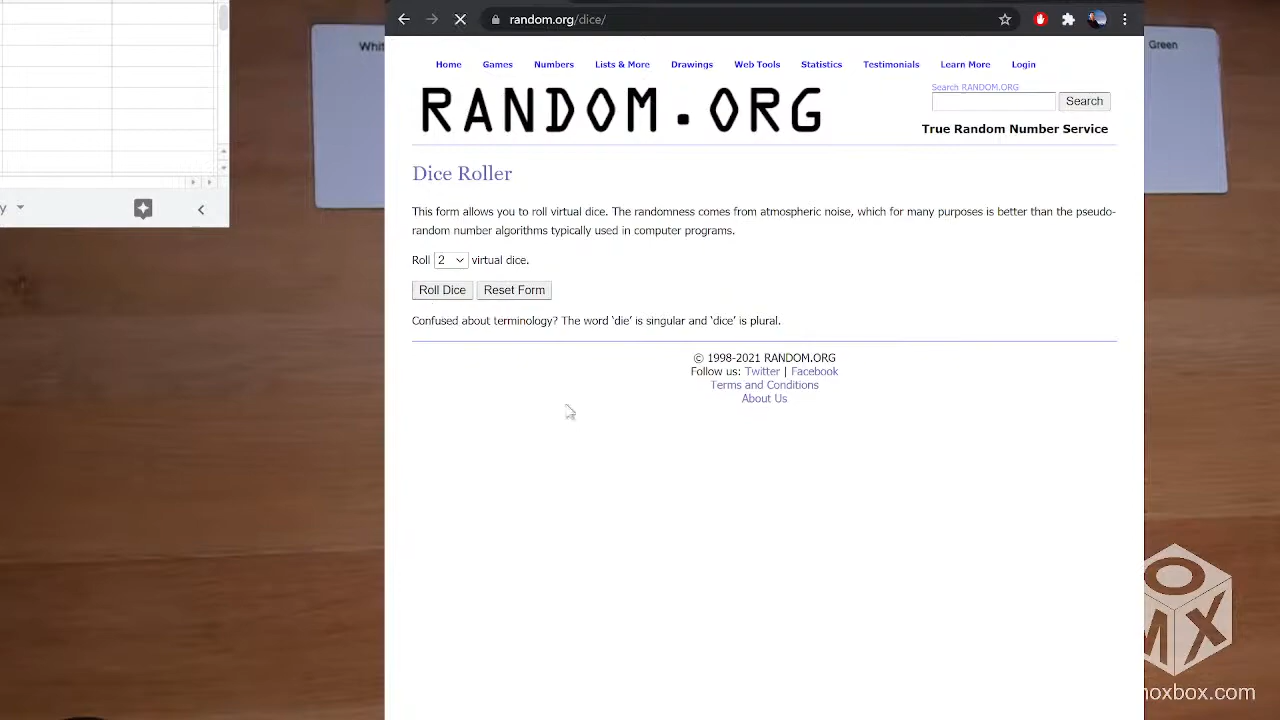 random.org/dice/
Green
Home Games Numbers Lists & More Drawings Web Tools Statistics Testimonials Learn More Login
RANDOM.ORG
Search RANDOM.ORG
Search
True Random Number Service
Dice Roller
This form allows you to roll virtual dice. The randomness comes from atmospheric noise, which for many purposes is better than the pseudo-
random number algorithms typically used in computer programs.
Roll 2 virtual dice.
Roll Dice Reset Form
Confused about terminology? The word ‘die’ is singular and ‘dice’ is plural.
© 1998-2021 RANDOM.ORG
Follow us: Twitter | Facebook
Terms and Conditions
About Us
noxbox.com